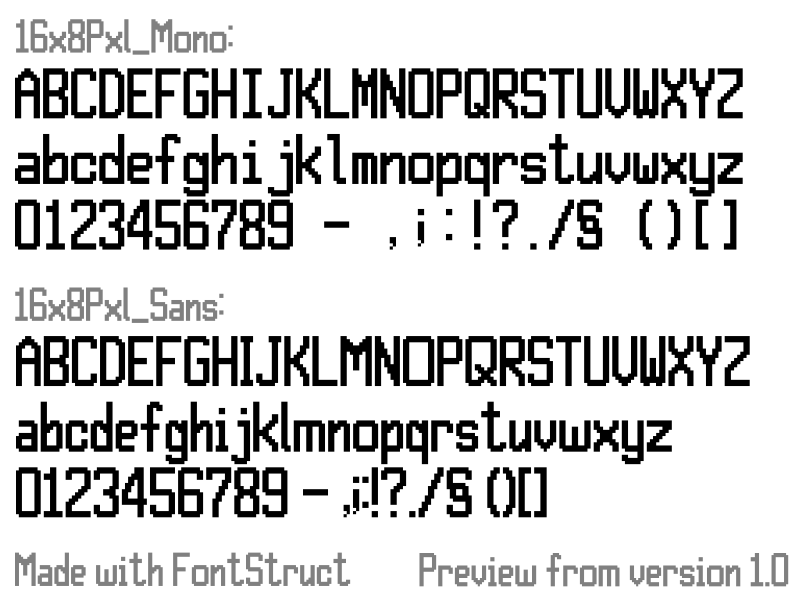 16x8Pxl_Mono:
ABCDEFGHIJKLMNOPQRSTUVWXYZ
abcdefghijklmnopqrstuvwxyz
0123456789 - ,;:!?./§ ()[]
16x8Pxl_Sans:
ABCDEFGHIJKLMNOPQRSTUVWXYZ
abcdefghijklmnopqrstuvwxyz
0123456789 - ,;:!?./§ ()[]
Made with FontStruct Preview from version 1.0